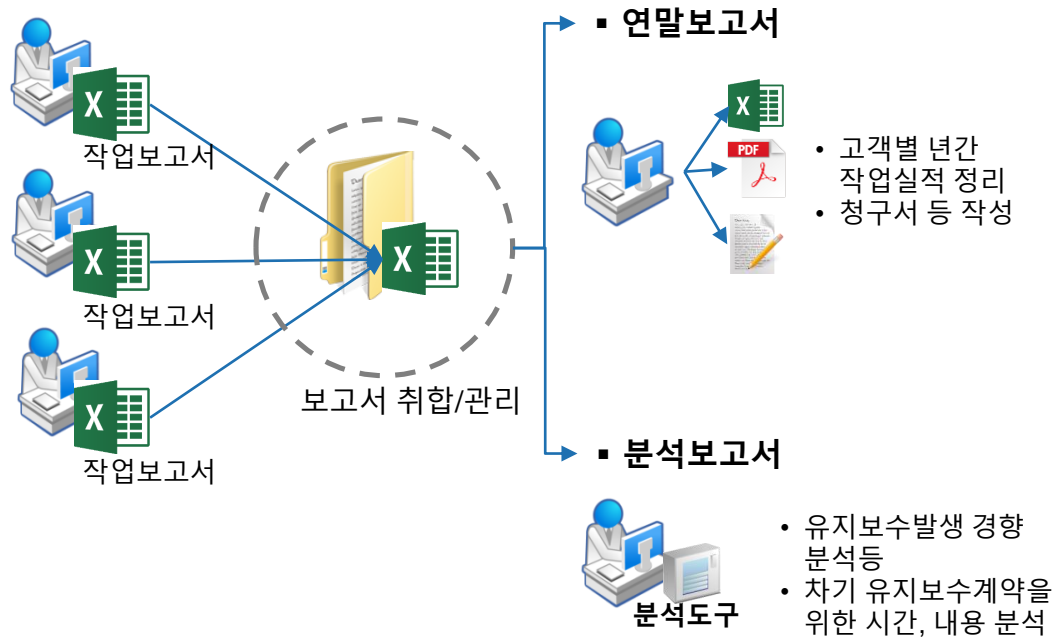 작업보고서
작업보고서
작업보고서
보고서 취합/관리
▪ 연말보고서
PDF
• 고객별 년간
작업실적 정리
• 청구서 등 작성
▪ 분석보고서
분석도구
• 유지보수발생 경향
분석등
• 차기 유지보수계약을
위한 시간, 내용 분석